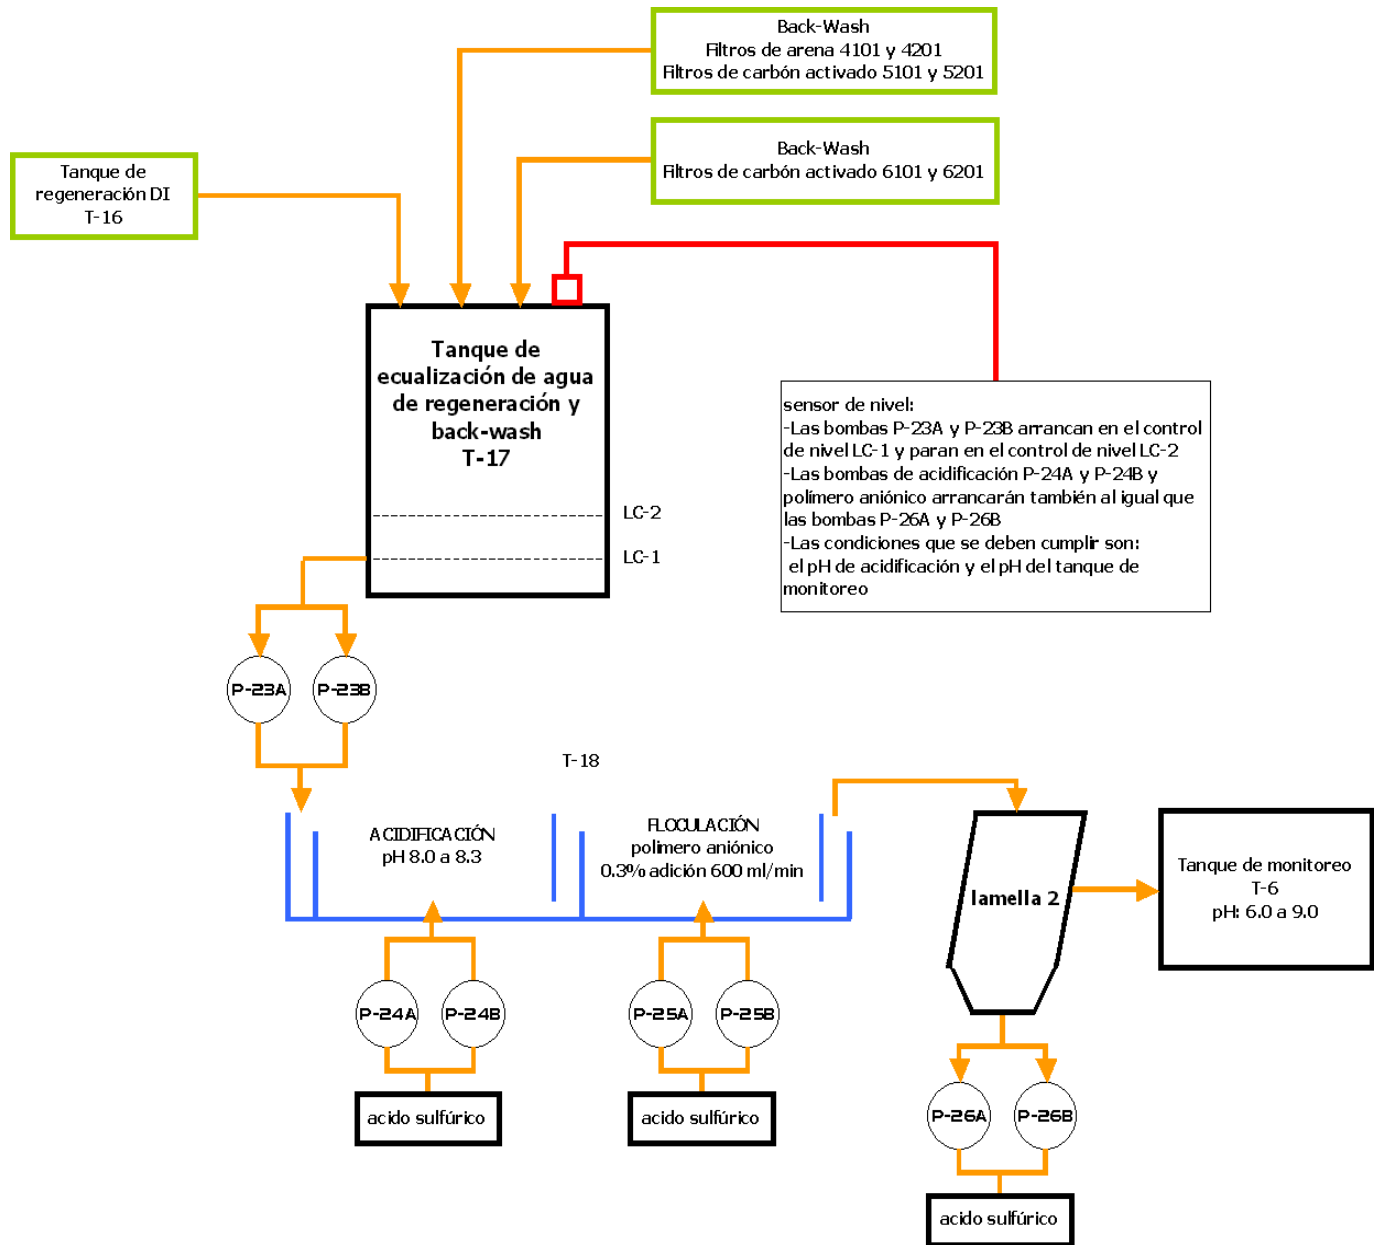 Back-Wash
Filtros de arena 4101 y 4201
Filtros de carbón activado 5101 y 5201
Back-Wash
Filtros de carbón activado 6101 y 6201
Tanque de
regeneración DI
T-16
Tanque de
ecualización de agua
de regeneración y
back-wash
T-17
LC-2
LC-1
sensor de nivel:
-Las bombas P-23A y P-23B arrancan en el control
de nivel LC-1 y paran en el control de nivel LC-2
-Las bombas de acidificación P-24A y P-24B y
polímero aniónico arrancarán también al igual que
las bombas P-26A y P-26B
-Las condiciones que se deben cumplir son:
el pH de acidificación y el pH del tanque de
monitoreo
P-23A
P-23B
T-18
ACIDIFICACIÓN
pH 8.0 a 8.3
FLOCULACIÓN
polimero aniónico
0.3% adición 600 ml/min
lamella 2
Tanque de monitoreo
T-6
pH: 6.0 a 9.0
P-24A
P-24B
P-25A
P-25B
acido sulfúrico
acido sulfúrico
P-26A
P-26B
acido sulfúrico